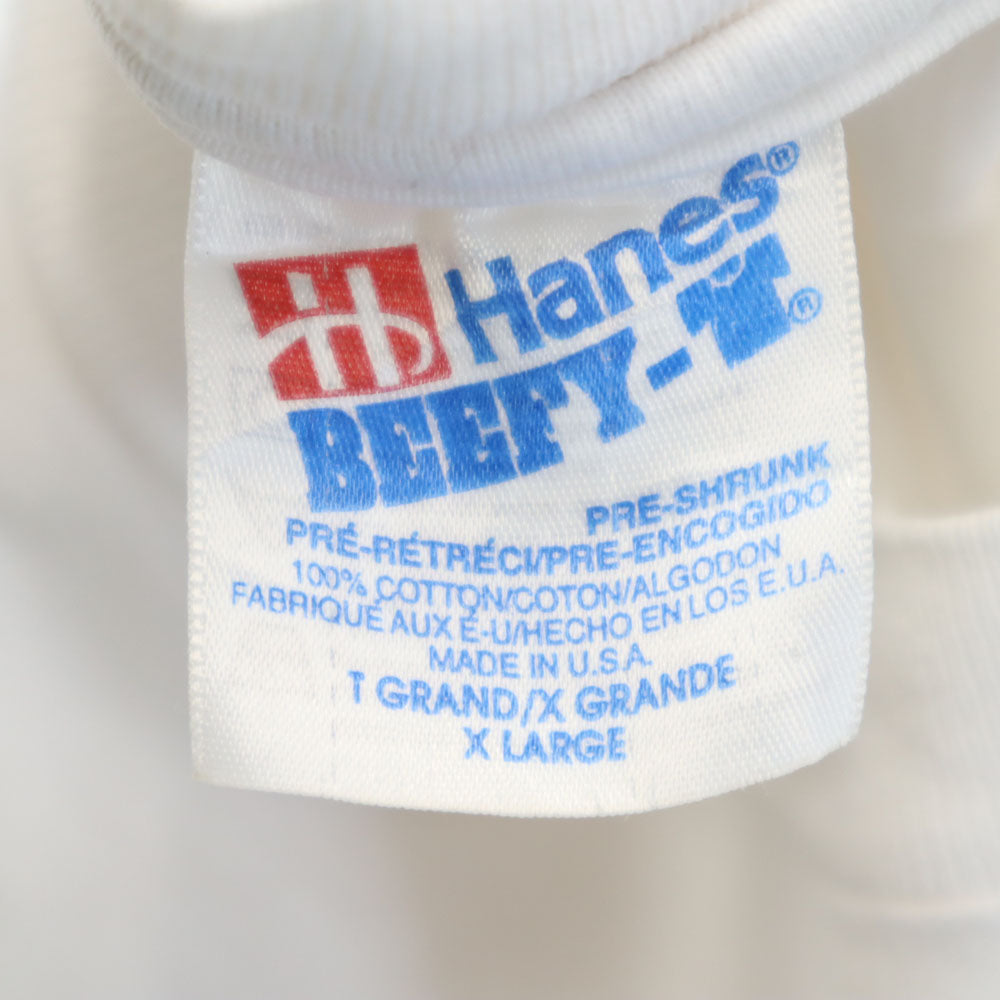 Hanes®
BEEFY-T®
PRE-SHRUNK
PRÉ-RÉTRÉCI/PRE-ENCOGIDO
100% COTTON/COTON/ALGODON
FABRIQUÉ AUX É-U/HECHO EN LOS E.U.A.
MADE IN U.S.A.
T GRAND/X GRANDE
X LARGE